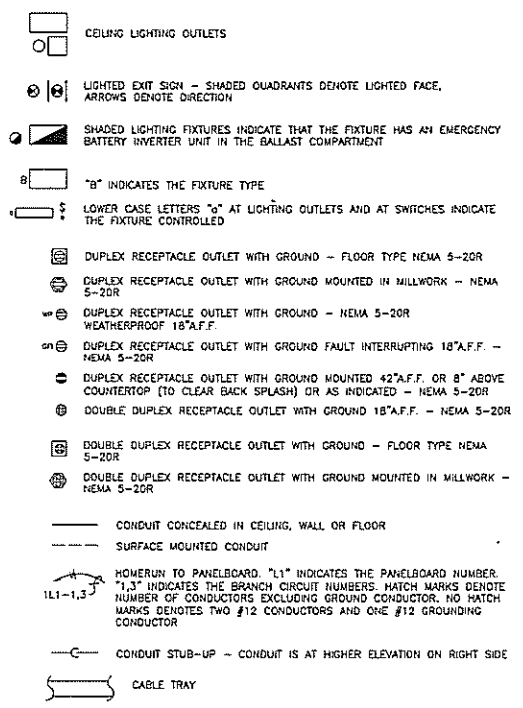 CEILING LIGHTING OUTLETS
LIGHTED EXIT SIGN – SHADED QUADRANTS DENOTE LIGHTED FACE,
ARROWS DENOTE DIRECTION
SHADED LIGHTING FIXTURES INDICATE THAT THE FIXTURE HAS AN EMERGENCY
BATTERY INVERTER UNIT IN THE BALLAST COMPARTMENT
B
"B" INDICATES THE FIXTURE TYPE
LOWER CASE LETTERS "a" AT LIGHTING OUTLETS AND AT SWITCHES INDICATE
THE FIXTURE CONTROLLED
DUPLEX RECEPTACLE OUTLET WITH GROUND – FLOOR TYPE NEMA 5-20R
DUPLEX RECEPTACLE OUTLET WITH GROUND MOUNTED IN MILLWORK – NEMA
5-20R
WP DUPLEX RECEPTACLE OUTLET WITH GROUND – NEMA 5-20R
WEATHERPROOF 18"A.F.F.
GFI DUPLEX RECEPTACLE OUTLET WITH GROUND FAULT INTERRUPTING 18"A.F.F. –
NEMA 5-20R
DUPLEX RECEPTACLE OUTLET WITH GROUND MOUNTED 42"A.F.F. OR 8" ABOVE
COUNTERTOP (TO CLEAR BACK SPLASH) OR AS INDICATED – NEMA 5-20R
DOUBLE DUPLEX RECEPTACLE OUTLET WITH GROUND 18"A.F.F. – NEMA 5-20R
DOUBLE DUPLEX RECEPTACLE OUTLET WITH GROUND – FLOOR TYPE NEMA
5-20R
DOUBLE DUPLEX RECEPTACLE OUTLET WITH GROUND MOUNTED IN MILLWORK –
NEMA 5-20R
CONDUIT CONCEALED IN CEILING, WALL OR FLOOR
SURFACE MOUNTED CONDUIT
1L1-1,3
HOMERUN TO PANELBOARD. "L1" INDICATES THE PANELBOARD NUMBER.
"1,3" INDICATES THE BRANCH CIRCUIT NUMBERS. HATCH MARKS DENOTE
NUMBER OF CONDUCTORS EXCLUDING GROUND CONDUCTOR. NO HATCH
MARKS DENOTES TWO #12 CONDUCTORS AND ONE #12 GROUNDING
CONDUCTOR
CONDUIT STUB-UP – CONDUIT IS AT HIGHER ELEVATION ON RIGHT SIDE
CABLE TRAY